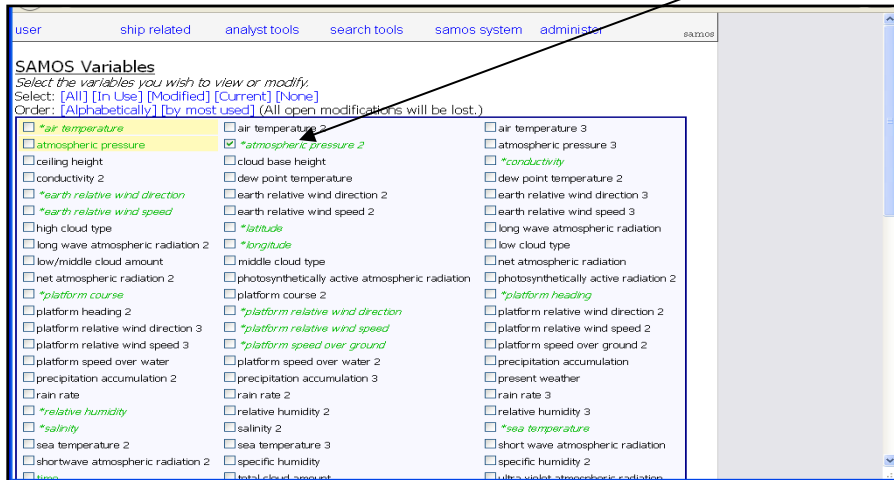 user ship related analyst tools search tools samos system administer samos
SAMOS Variables
Select the variables you wish to view or modify.
Select: [All] [In Use] [Modified] [Current] [None]
Order: [Alphabetically] [by most used] (All open modifications will be lost.)
*air temperature air temperature 2 air temperature 3
atmospheric pressure *atmospheric pressure 2 atmospheric pressure 3
ceiling height cloud base height *conductivity
conductivity 2 dew point temperature dew point temperature 2
*earth relative wind direction earth relative wind direction 2 earth relative wind direction 3
*earth relative wind speed earth relative wind speed 2 earth relative wind speed 3
high cloud type *latitude long wave atmospheric radiation
long wave atmospheric radiation 2 *longitude low cloud type
low/middle cloud amount middle cloud type net atmospheric radiation
net atmospheric radiation 2 photosynthetically active atmospheric radiation photosynthetically active radiation 2
*platform course platform course 2 *platform heading
platform heading 2 *platform relative wind direction platform relative wind direction 2
platform relative wind direction 3 *platform relative wind speed platform relative wind speed 2
platform relative wind speed 3 *platform speed over ground platform speed over ground 2
platform speed over water platform speed over water 2 precipitation accumulation
precipitation accumulation 2 precipitation accumulation 3 present weather
rain rate rain rate 2 rain rate 3
*relative humidity relative humidity 2 relative humidity 3
*salinity salinity 2 *sea temperature
sea temperature 2 sea temperature 3 short wave atmospheric radiation
shortwave atmospheric radiation 2 specific humidity specific humidity 2
time total cloud amount ultra violet atmospheric radiation